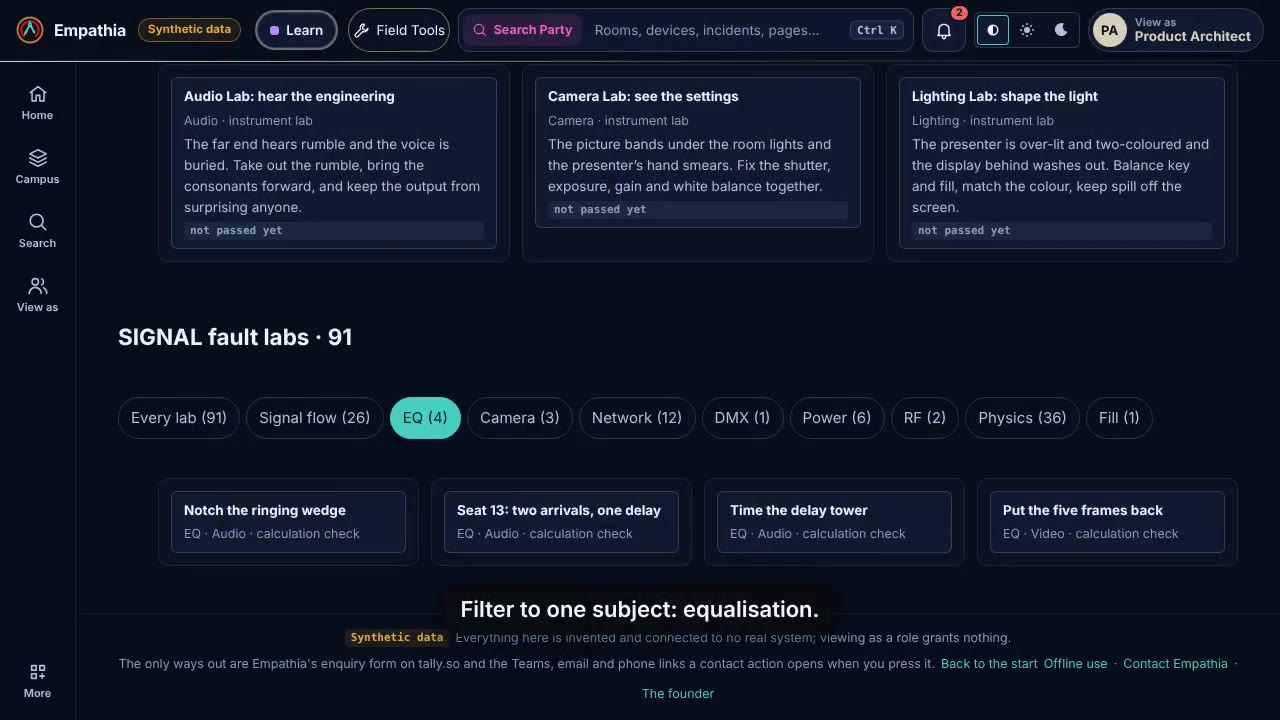 Empathia
Synthetic data
Learn
Field Tools
Search Party
Rooms, devices, incidents, pages...
Ctrl K
2
PA
View as
Product Architect
Home
Campus
Search
View as
More
Audio Lab: hear the engineering
Audio · instrument lab
The far end hears rumble and the voice is
buried. Take out the rumble, bring the
consonants forward, and keep the output from
surprising anyone.
not passed yet
Camera Lab: see the settings
Camera · instrument lab
The picture bands under the room lights and
the presenter's hand smears. Fix the shutter,
exposure, gain and white balance together.
not passed yet
Lighting Lab: shape the light
Lighting · instrument lab
The presenter is over-lit and two-coloured and
the display behind washes out. Balance key
and fill, match the colour, keep spill off the
screen.
not passed yet
SIGNAL fault labs · 91
Every lab (91)
Signal flow (26)
EQ (4)
Camera (3)
Network (12)
DMX (1)
Power (6)
RF (2)
Physics (36)
Fill (1)
Notch the ringing wedge
EQ · Audio · calculation check
Seat 13: two arrivals, one delay
EQ · Audio · calculation check
Time the delay tower
EQ · Audio · calculation check
Put the five frames back
EQ · Video · calculation check
Filter to one subject: equalisation.
Synthetic data Everything here is invented and connected to no real system; viewing as a role grants nothing.
The only ways out are Empathia's enquiry form on tally.so and the Teams, email and phone links a contact action opens when you press it. Back to the start Offline use · Contact Empathia ·
The founder